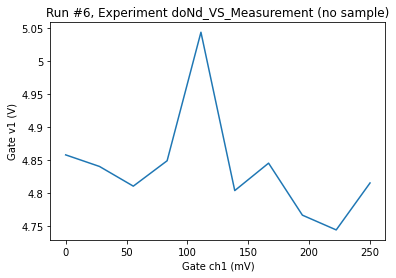 Run #6, Experiment doNd_VS_Measurement (no sample)
5.05
5
4.95
4.9
4.85
4.8
4.75
Gate v1 (V)
0 50 100 150 200 250
Gate ch1 (mV)